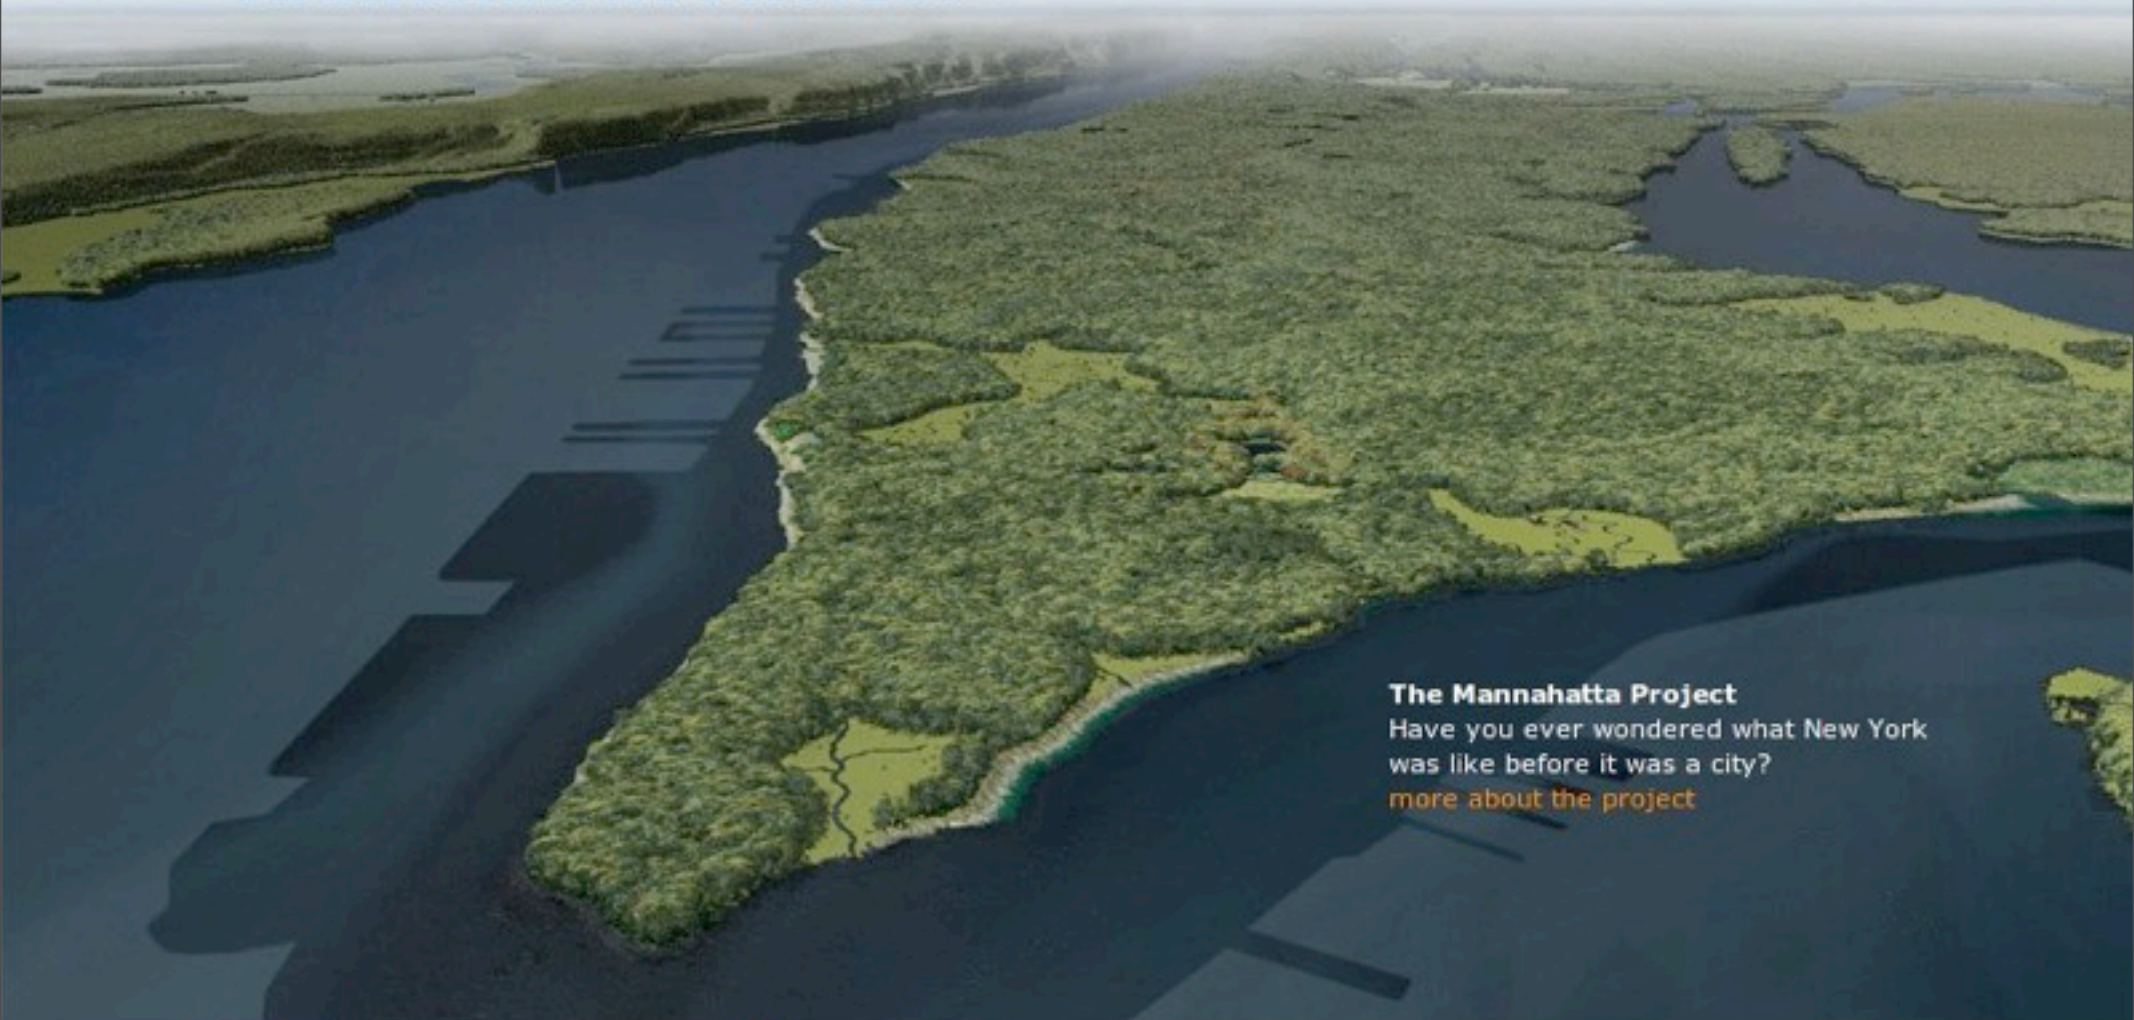 The Mannahatta Project
Have you ever wondered what New York
was like before it was a city?
more about the project